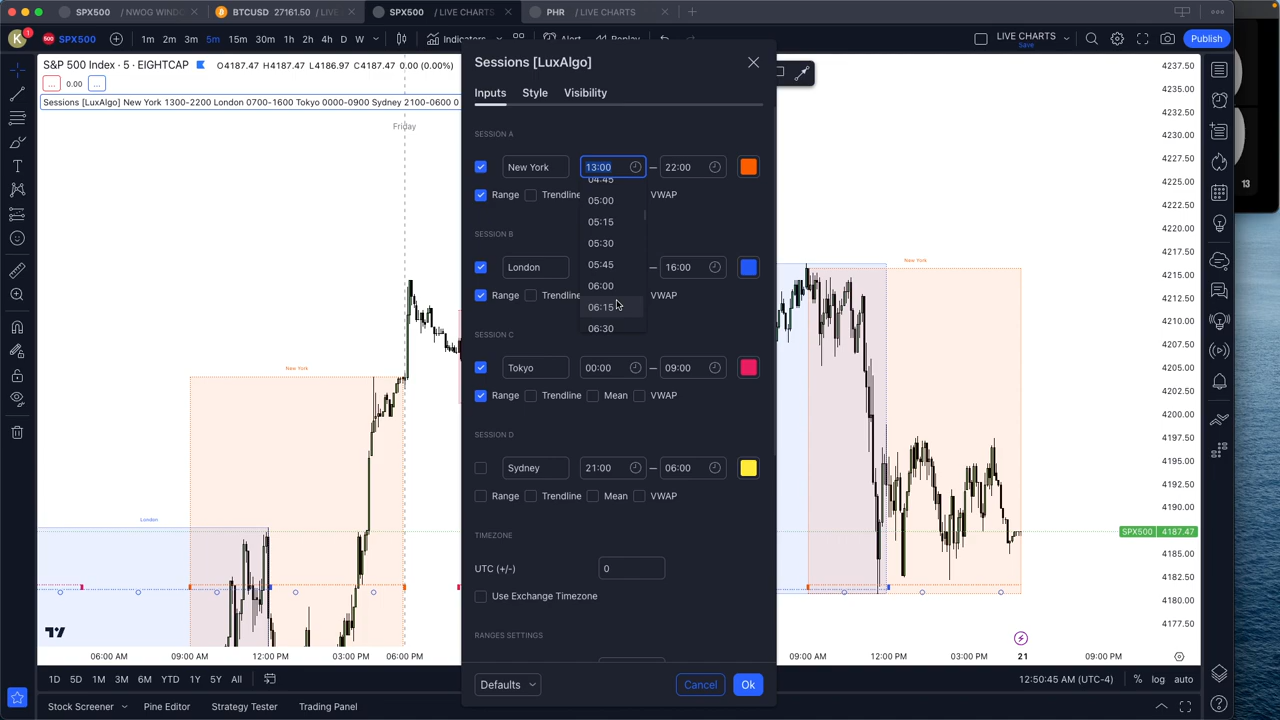 SPX500 / NWOG WINDO
BTCUSD 27161.50 / LIVE
SPX500 / LIVE CHARTS
PHR / LIVE CHARTS
K 1
SPX500
1m 2m 3m 5m 15m 30m 1h 2h 4h D W
Indicators
Alert
Replay
LIVE CHARTS
Save
Publish
S&P 500 Index · 5 · EIGHTCAP
O4187.47 H4187.47 L4186.97 C4187.47 0.00 (0.00%)
... 0.00 ...
Sessions [LuxAlgo] New York 1300-2200 London 0700-1600 Tokyo 0000-0900 Sydney 2100-0600 0
Friday
Sessions [LuxAlgo]
Inputs Style Visibility
SESSION A
New York 13:00 — 22:00
Range Trendline VWAP
04:45
05:00
05:15
05:30
05:45
06:00
06:15
06:30
SESSION B
London — 16:00
Range Trendline VWAP
SESSION C
Tokyo 00:00 — 09:00
Range Trendline Mean VWAP
SESSION D
Sydney 21:00 — 06:00
Range Trendline Mean VWAP
TIMEZONE
UTC (+/-) 0
Use Exchange Timezone
RANGES SETTINGS
Defaults
Cancel
Ok
New York
London
New York
4237.50
4235.00
4232.50
4230.00
4227.50
4225.00
4222.50
4220.00
4217.50
4215.00
4212.50
4210.00
4207.50
4205.00
4202.50
4200.00
4197.50
4195.00
4192.50
4190.00
SPX500 4187.47
4185.00
4182.50
4180.00
4177.50
13
06:00 AM 09:00 AM 12:00 PM 03:00 PM 06:00 PM
09:00 AM 12:00 PM 03:00 PM 21 09:00 PM
1D 5D 1M 3M 6M YTD 1Y 5Y All
12:50:45 AM (UTC-4)
% log auto
Stock Screener Pine Editor Strategy Tester Trading Panel